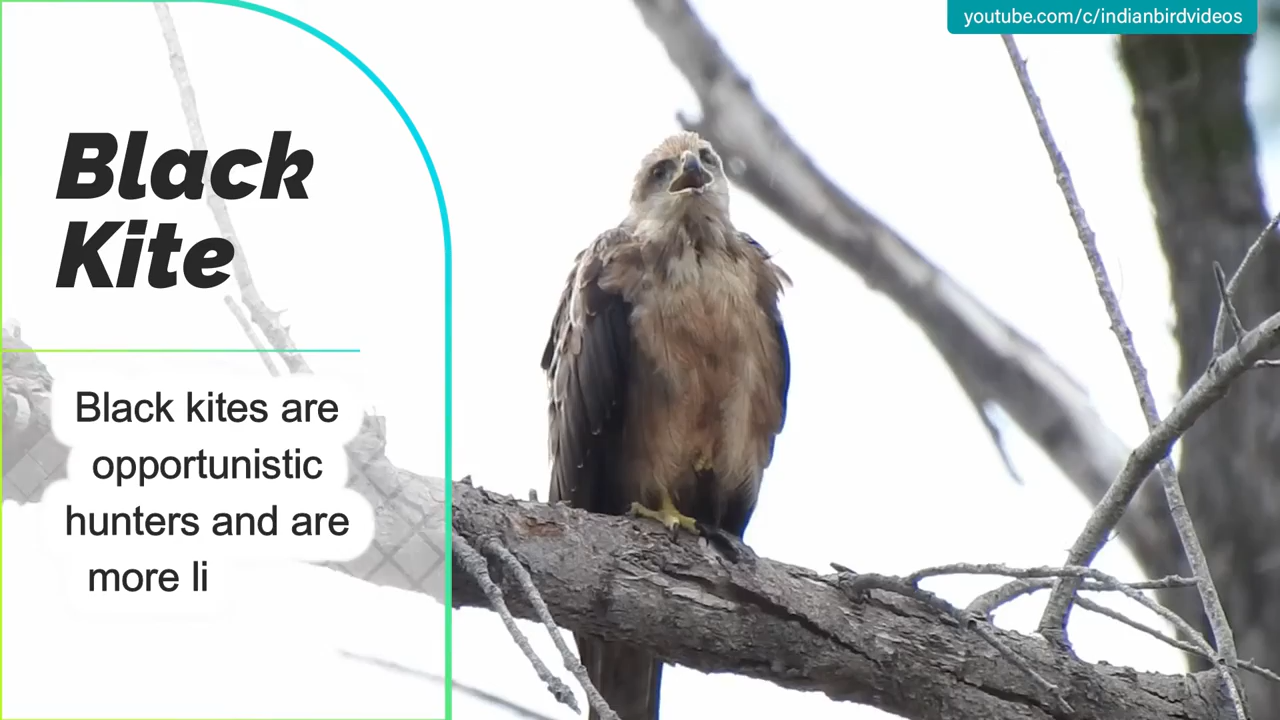 youtube.com/c/indianbirdvideos
Black
Kite
Black kites are
opportunistic
hunters and are
more li